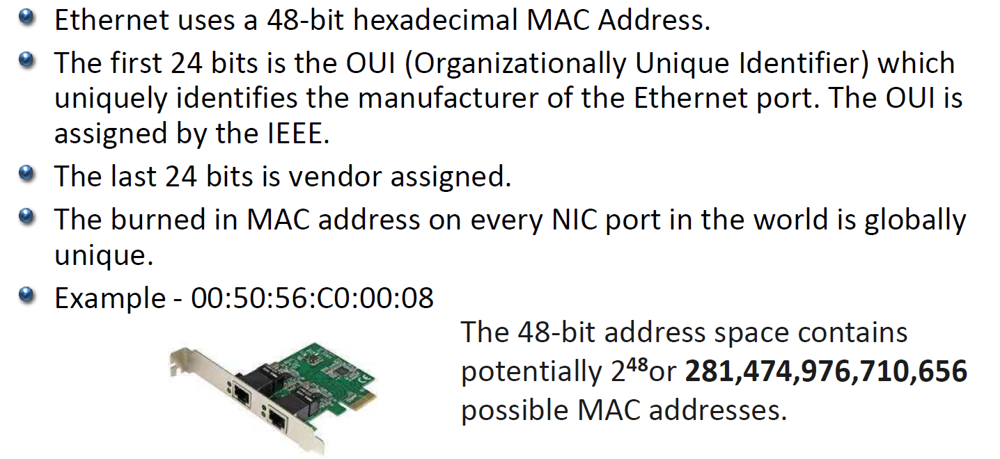 Ethernet uses a 48-bit hexadecimal MAC Address.
The first 24 bits is the OUI (Organizationally Unique Identifier) which
uniquely identifies the manufacturer of the Ethernet port. The OUI is
assigned by the IEEE.
The last 24 bits is vendor assigned.
The burned in MAC address on every NIC port in the world is globally
unique.
Example - 00:50:56:C0:00:08
The 48-bit address space contains
potentially 2⁴⁸or 281,474,976,710,656
possible MAC addresses.